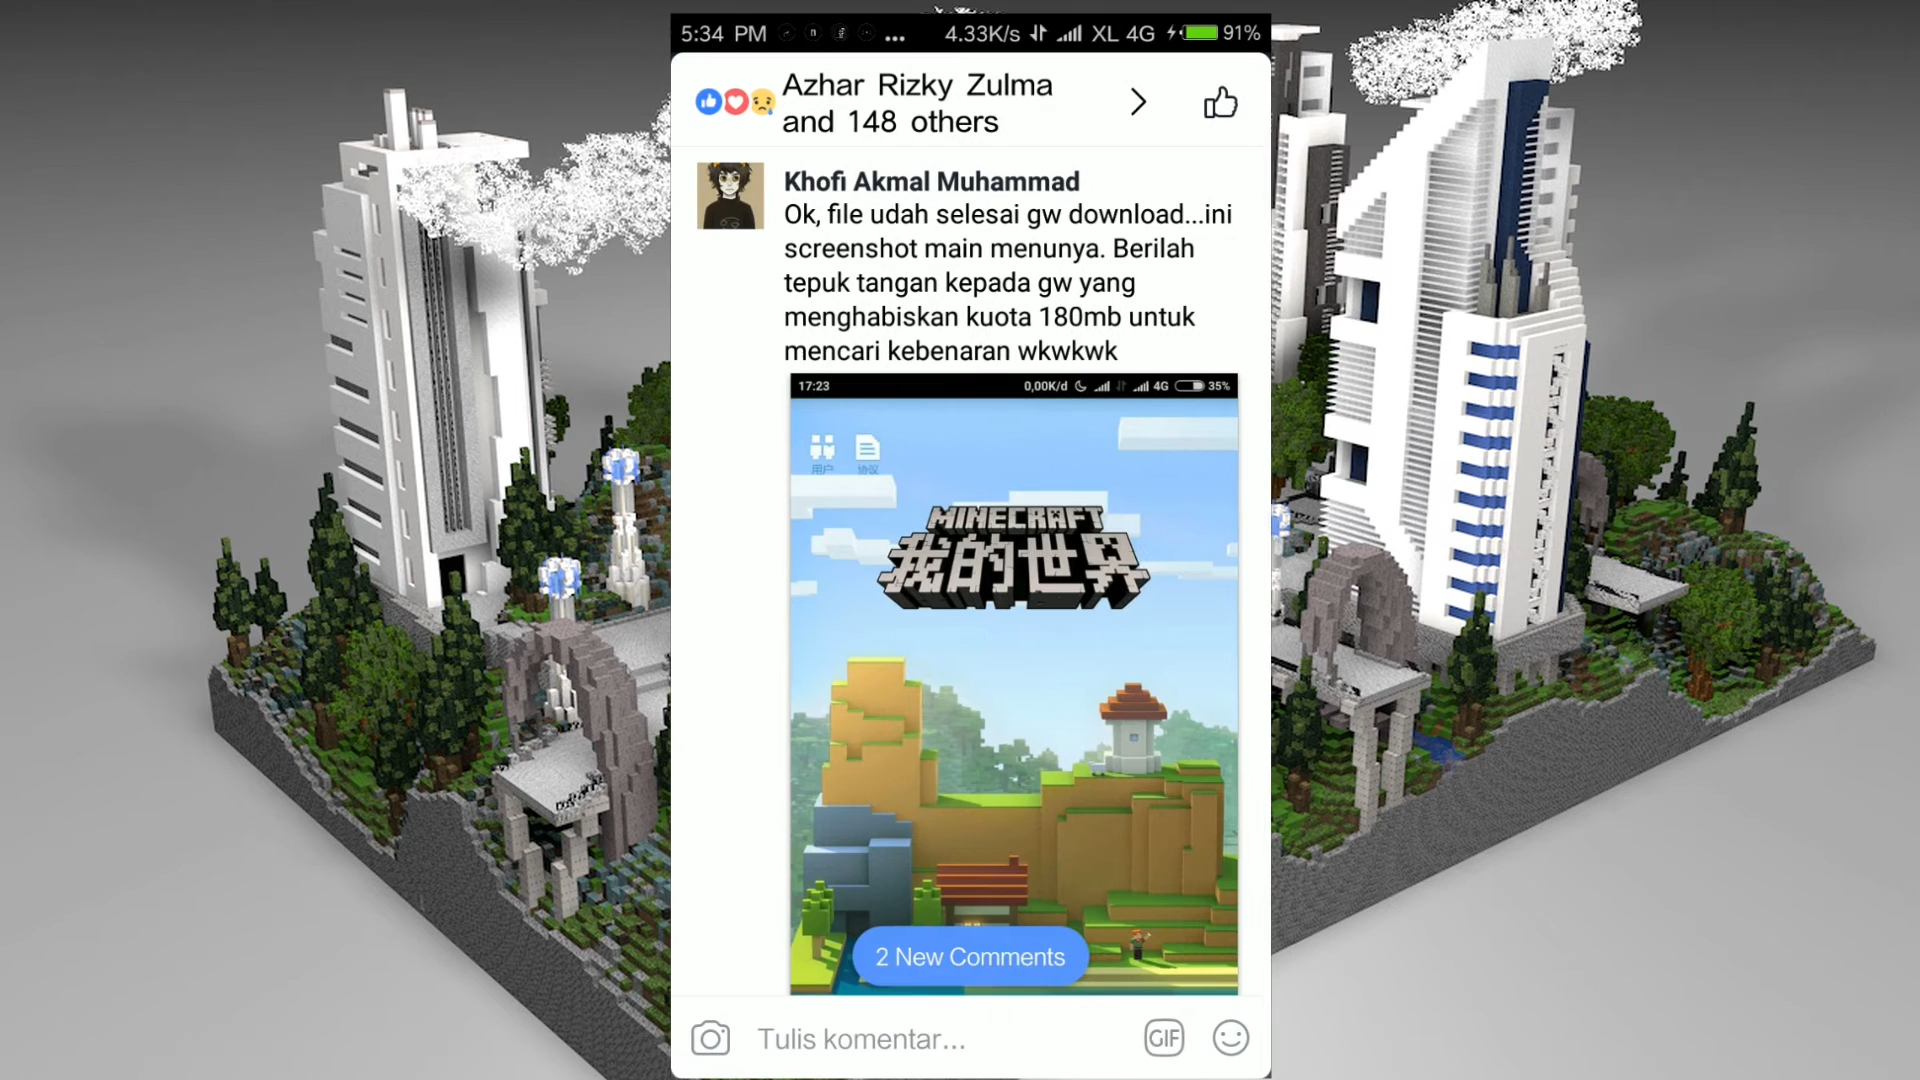 5:34 PM ... 4.33K/s XL 4G 91%
Azhar Rizky Zulma
and 148 others
Khofi Akmal Muhammad
Ok, file udah selesai gw download...ini
screenshot main menunya. Berilah
tepuk tangan kepada gw yang
menghabiskan kuota 180mb untuk
mencari kebenaran wkwkwk
17:23 0,00K/d 4G 35%
用户 协议
MINECRAFT
我的世界
2 New Comments
Tulis komentar...
GIF